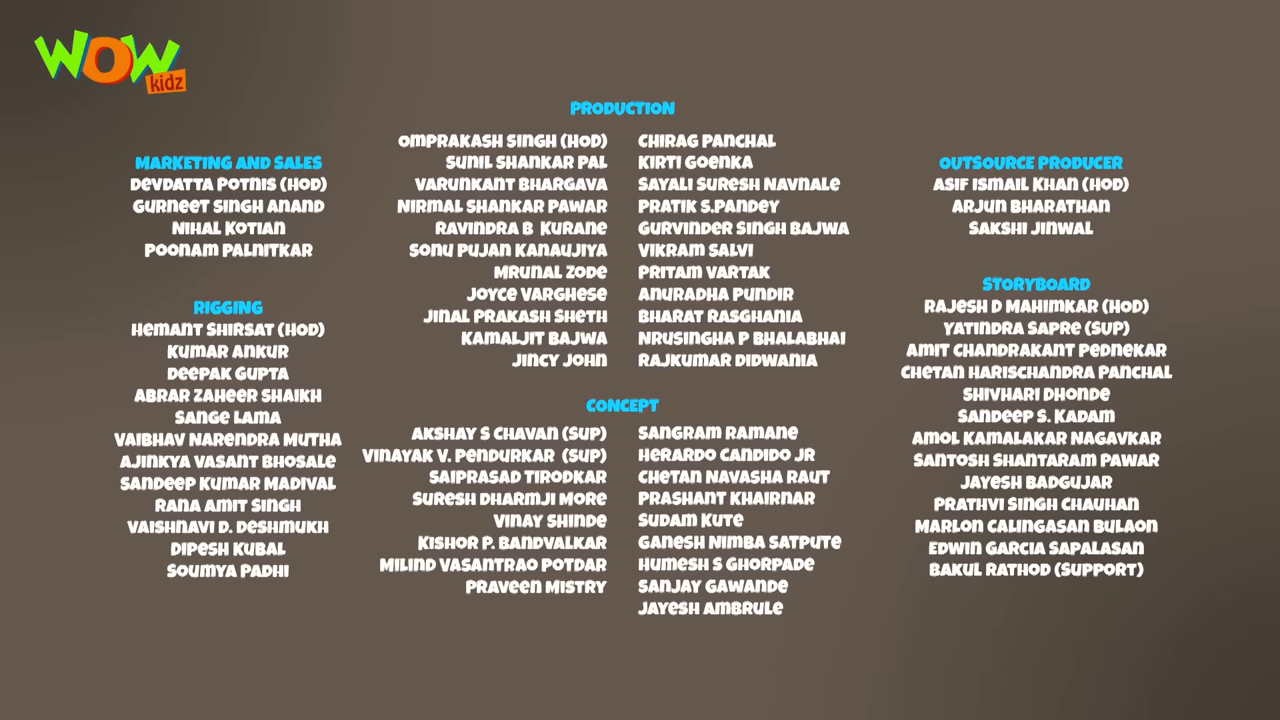 WOW
kidz
MARKETING AND SALES
DEVDATTA POTNIS (HOD)
GURNEET SINGH ANAND
NIHAL KOTIAN
POONAM PALNITKAR
RIGGING
HEMANT SHIRSAT (HOD)
KUMAR ANKUR
DEEPAK GUPTA
ABRAR ZAHEER SHAIKH
SANGE LAMA
VAIBHAV NARENDRA MUTHA
AJINKYA VASANT BHOSALE
SANDEEP KUMAR MADIVAL
RANA AMIT SINGH
VAISHNAVI D. DESHMUKH
DIPESH KUBAL
SOUMYA PADHI
PRODUCTION
OMPRAKASH SINGH (HOD)
SUNIL SHANKAR PAL
VARUNKANT BHARGAVA
NIRMAL SHANKAR PAWAR
RAVINDRA B KURANE
SONU PUJAN KANAUJIYA
MRUNAL ZODE
JOYCE VARGHESE
JINAL PRAKASH SHETH
KAMALJIT BAJWA
JINCY JOHN
CHIRAG PANCHAL
KIRTI GOENKA
SAYALI SURESH NAVNALE
PRATIK S.PANDEY
GURVINDER SINGH BAJWA
VIKRAM SALVI
PRITAM VARTAK
ANURADHA PUNDIR
BHARAT RASGHANIA
NRUSINGHA P BHALABHAI
RAJKUMAR DIDWANIA
CONCEPT
AKSHAY S CHAVAN (SUP)
VINAYAK V. PENDURKAR (SUP)
SAIPRASAD TIRODKAR
SURESH DHARMJI MORE
VINAY SHINDE
KISHOR P. BANDVALKAR
MILIND VASANTRAO POTDAR
PRAVEEN MISTRY
SANGRAM RAMANE
HERARDO CANDIDO JR
CHETAN NAVASHA RAUT
PRASHANT KHAIRNAR
SUDAM KUTE
GANESH NIMBA SATPUTE
HUMESH S GHORPADE
SANJAY GAWANDE
JAYESH AMBRULE
OUTSOURCE PRODUCER
ASIF ISMAIL KHAN (HOD)
ARJUN BHARATHAN
SAKSHI JINWAL
STORYBOARD
RAJESH D MAHIMKAR (HOD)
YATINDRA SAPRE (SUP)
AMIT CHANDRAKANT PEDNEKAR
CHETAN HARISCHANDRA PANCHAL
SHIVHARI DHONDE
SANDEEP S. KADAM
AMOL KAMALAKAR NAGAVKAR
SANTOSH SHANTARAM PAWAR
JAYESH BADGUJAR
PRATHVI SINGH CHAUHAN
MARLON CALINGASAN BULAON
EDWIN GARCIA SAPALASAN
BAKUL RATHOD (SUPPORT)